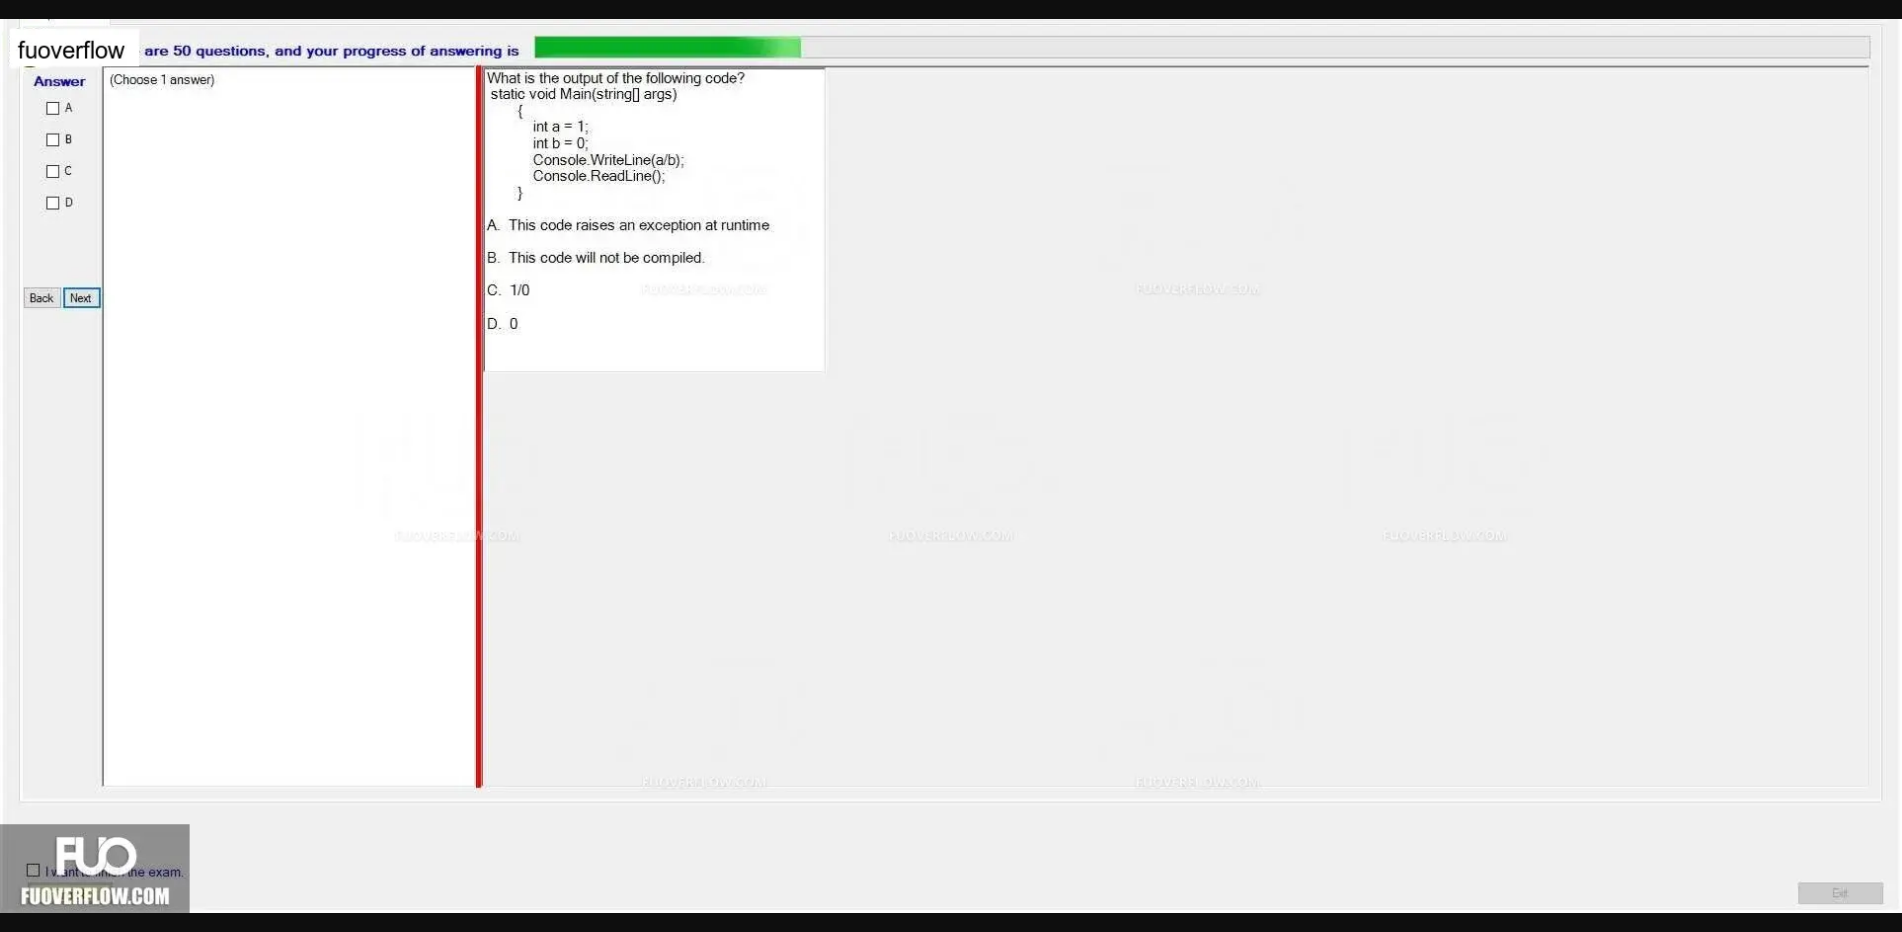 fuoverflow are 50 questions, and your progress of answering is
Answer
(Choose 1 answer)
A
B
C
D
Back Next
What is the output of the following code?
static void Main(string[] args)
{
int a = 1;
int b = 0;
Console.WriteLine(a/b);
Console.ReadLine();
}
A. This code raises an exception at runtime
B. This code will not be compiled.
C. 1/0
D. 0
FUOVERFLOW.COM
FUOVERFLOW.COM
FUOVERFLOW.COM
FUOVERFLOW.COM
FUOVERFLOW.COM
FUOVERFLOW.COM
FUOVERFLOW.COM
FUO
I want the exam.
FUOVERFLOW.COM
Exit